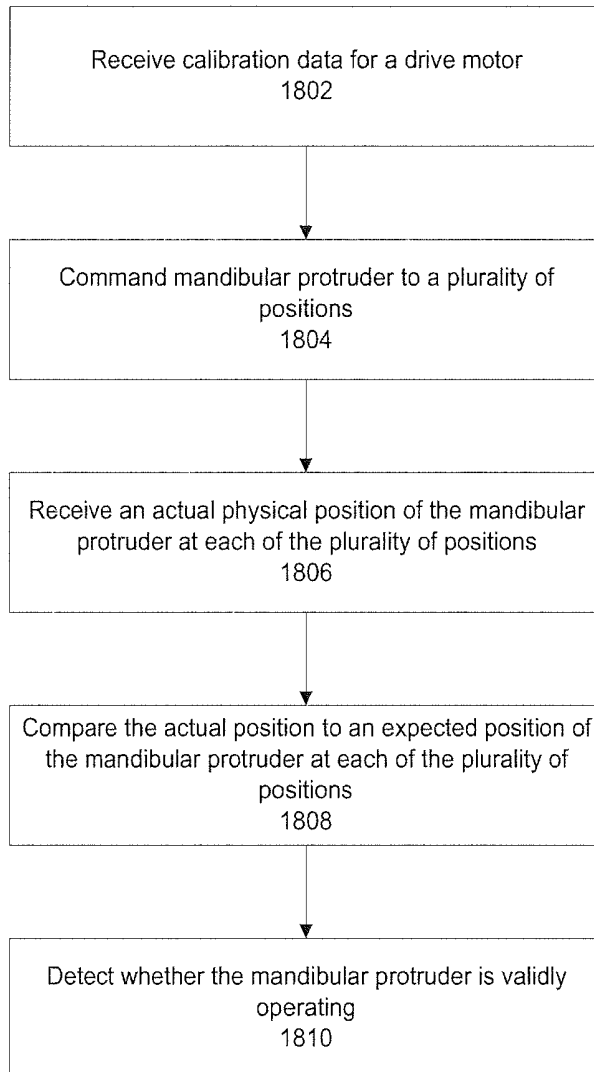 Receive calibration data for a drive motor
1802
Command mandibular protruder to a plurality of
positions
1804
Receive an actual physical position of the mandibular
protruder at each of the plurality of positions
1806
Compare the actual position to an expected position of
the mandibular protruder at each of the plurality of
positions
1808
Detect whether the mandibular protruder is validly
operating
1810